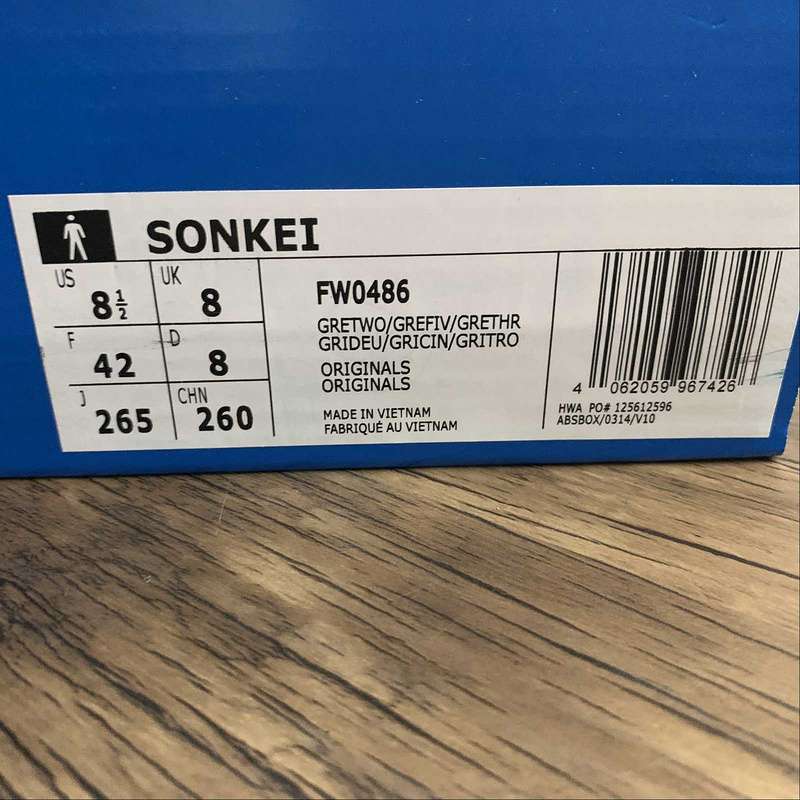 SONKEI
US 8½ UK 8
F 42 D 8
J 265 CHN 260
FW0486
GRETWO/GREFIV/GRETHR
GRIDEU/GRICIN/GRITRO
ORIGINALS
ORIGINALS
MADE IN VIETNAM
FABRIQUÉ AU VIETNAM
4 062059 967426
HWA PO# 125612596
ABSBOX/0314/V10